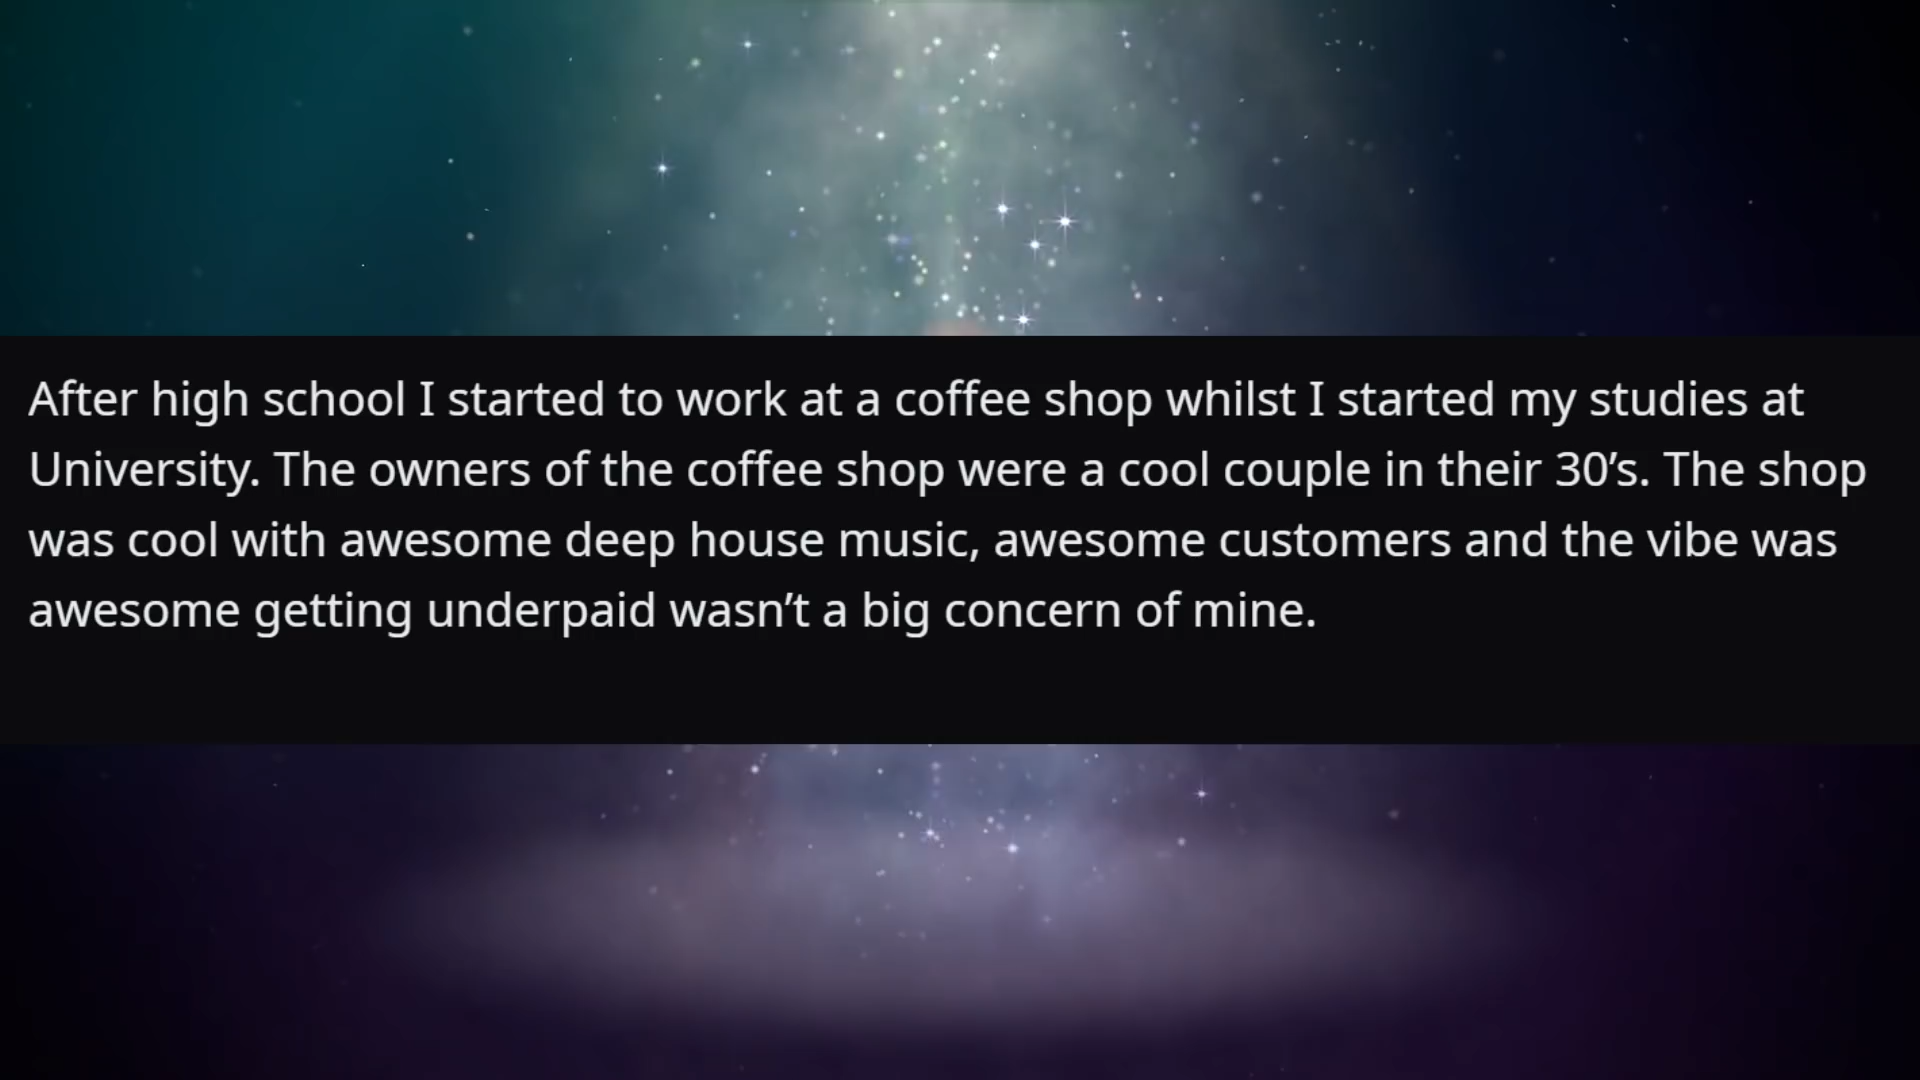 After high school I started to work at a coffee shop whilst I started my studies at
University. The owners of the coffee shop were a cool couple in their 30’s. The shop
was cool with awesome deep house music, awesome customers and the vibe was
awesome getting underpaid wasn’t a big concern of mine.